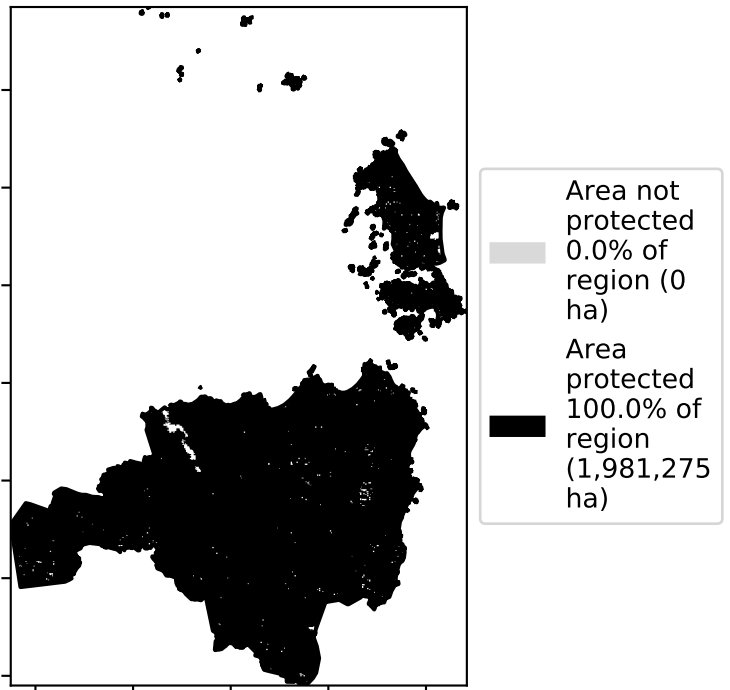 Area not
protected
0.0% of
region (0
ha)
Area
protected
100.0% of
region
(1,981,275
ha)